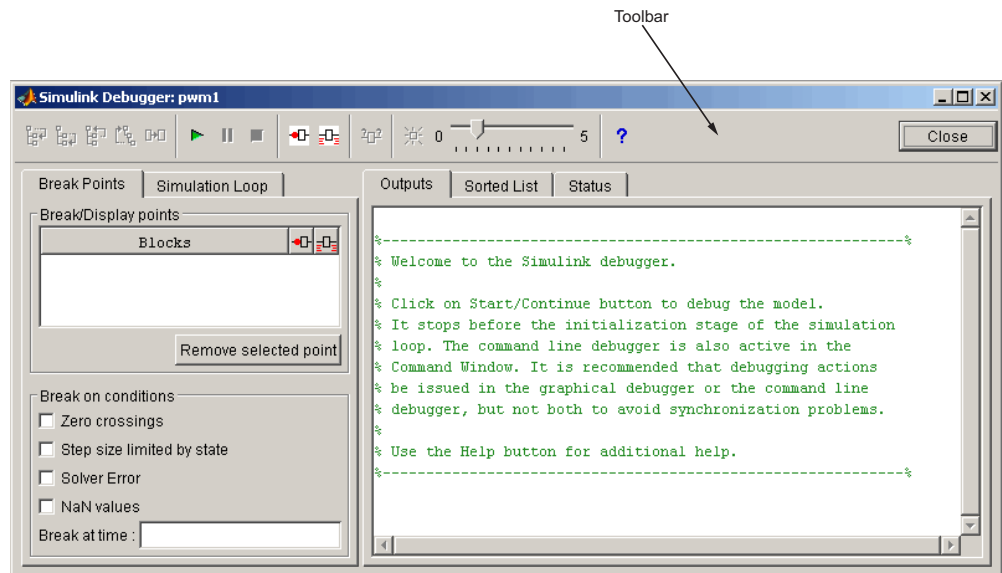 Toolbar
Simulink Debugger: pwm1
0 5 ? Close
Break Points Simulation Loop
Break/Display points
Blocks
Remove selected point
Break on conditions
Zero crossings
Step size limited by state
Solver Error
NaN values
Break at time :
Outputs Sorted List Status
%-------------------------------------------------------------%
% Welcome to the Simulink debugger.
%
% Click on Start/Continue button to debug the model.
% It stops before the initialization stage of the simulation
% loop. The command line debugger is also active in the
% Command Window. It is recommended that debugging actions
% be issued in the graphical debugger or the command line
% debugger, but not both to avoid synchronization problems.
%
% Use the Help button for additional help.
%-------------------------------------------------------------%